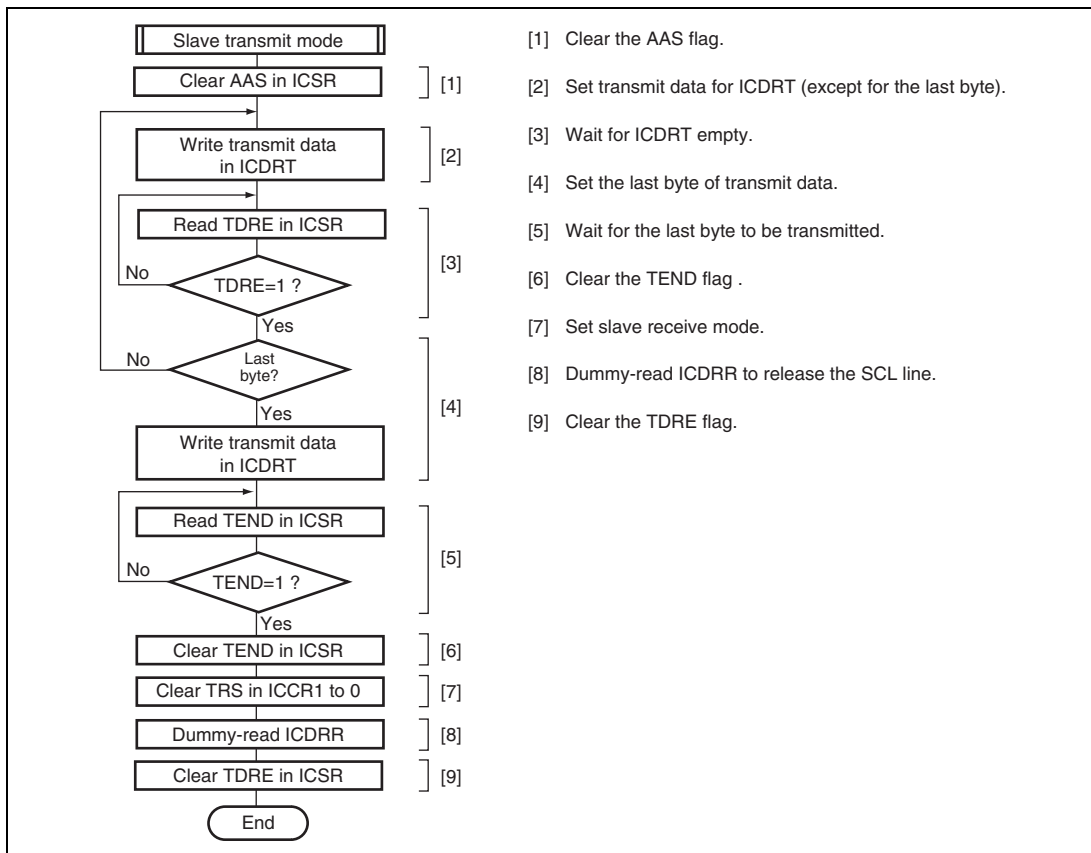 Slave transmit mode
Clear AAS in ICSR
[1]
Write transmit data
in ICDRT
[2]
Read TDRE in ICSR
No
TDRE=1 ?
[3]
Yes
No
Last
byte?
[4]
Yes
Write transmit data
in ICDRT
Read TEND in ICSR
No
TEND=1 ?
[5]
Yes
Clear TEND in ICSR
[6]
Clear TRS in ICCR1 to 0
[7]
Dummy-read ICDRR
[8]
Clear TDRE in ICSR
[9]
End
[1] Clear the AAS flag.
[2] Set transmit data for ICDRT (except for the last byte).
[3] Wait for ICDRT empty.
[4] Set the last byte of transmit data.
[5] Wait for the last byte to be transmitted.
[6] Clear the TEND flag .
[7] Set slave receive mode.
[8] Dummy-read ICDRR to release the SCL line.
[9] Clear the TDRE flag.